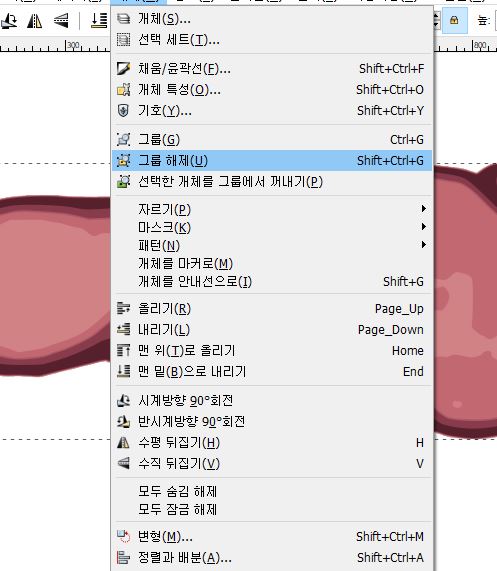 높:
300
800
개체(S)...
선택 세트(T)...
채움/윤곽선(F)... Shift+Ctrl+F
개체 특성(O)... Shift+Ctrl+O
기호(Y)... Shift+Ctrl+Y
그룹(G) Ctrl+G
그룹 해제(U) Shift+Ctrl+G
선택한 개체를 그룹에서 꺼내기(P)
자르기(P)
마스크(K)
패턴(N)
개체를 마커로(M)
개체를 안내선으로(I) Shift+G
올리기(R) Page_Up
내리기(L) Page_Down
맨 위(T)로 올리기 Home
맨 밑(B)으로 내리기 End
시계방향 90°회전
반시계방향 90°회전
수평 뒤집기(H) H
수직 뒤집기(V) V
모두 숨김 해제
모두 잠금 해제
변형(M)... Shift+Ctrl+M
정렬과 배분(A)... Shift+Ctrl+A